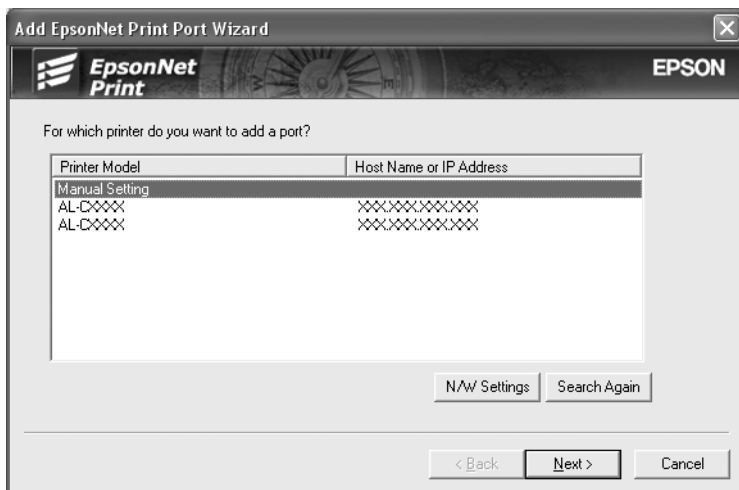 Add EpsonNet Print Port Wizard
EpsonNet
Print
EPSON
For which printer do you want to add a port?
Printer Model Host Name or IP Address
Manual Setting
AL-CXXXX XXX.XXX.XXX.XXX
AL-CXXXX XXX.XXX.XXX.XXX
N/W Settings Search Again
< Back Next > Cancel